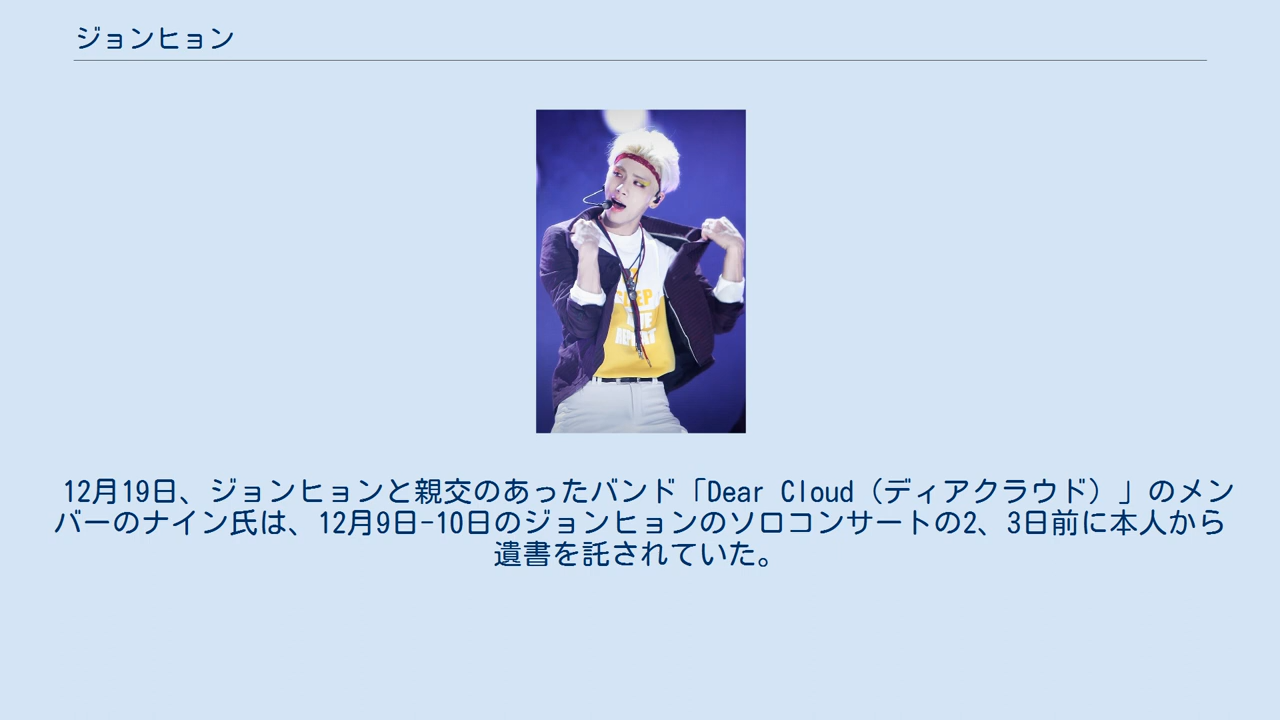 ジョンヒョン
REPEAT
12月19日、ジョンヒョンと親交のあったバンド「Dear Cloud（ディアクラウド）」のメン
バーのナイン氏は、12月9日-10日のジョンヒョンのソロコンサートの2、3日前に本人から
遺書を託されていた。